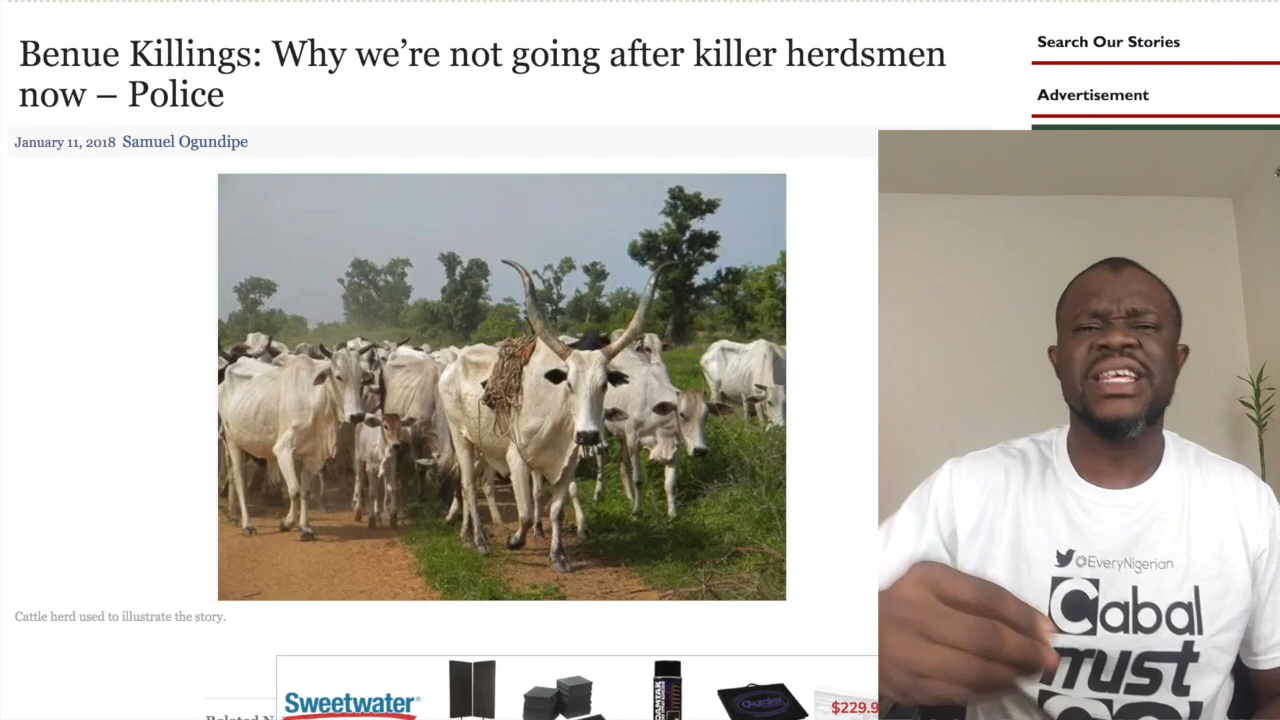 Benue Killings: Why we’re not going after killer herdsmen
now – Police
January 11, 2018 Samuel Ogundipe
Search Our Stories
Advertisement
Cattle herd used to illustrate the story.
@EveryNigerian
Cabal
must
Sweetwater®
$229.9
Related